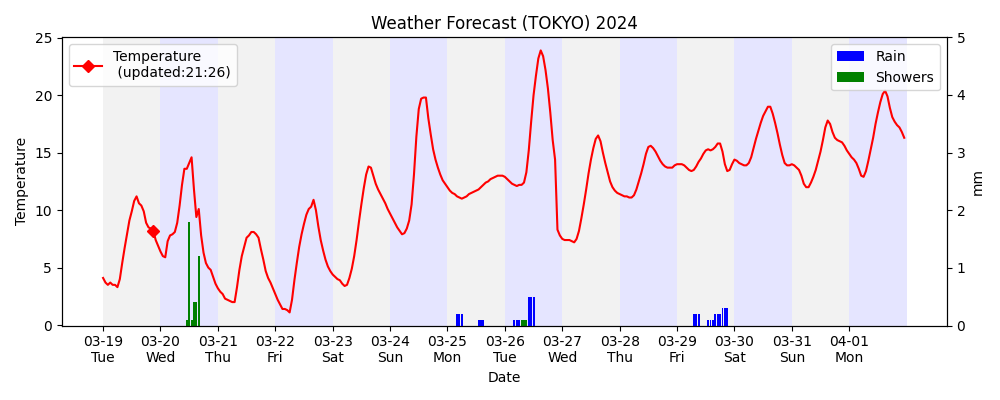 Weather Forecast (TOKYO) 2024
Temperature
(updated:21:26)
Rain
Showers
25
20
15
10
5
0
Temperature
5
4
3
2
1
0
mm
03-19 03-20 03-21 03-22 03-23 03-24 03-25 03-26 03-27 03-28 03-29 03-30 03-31 04-01
Tue Wed Thu Fri Sat Sun Mon Tue Wed Thu Fri Sat Sun Mon
Date